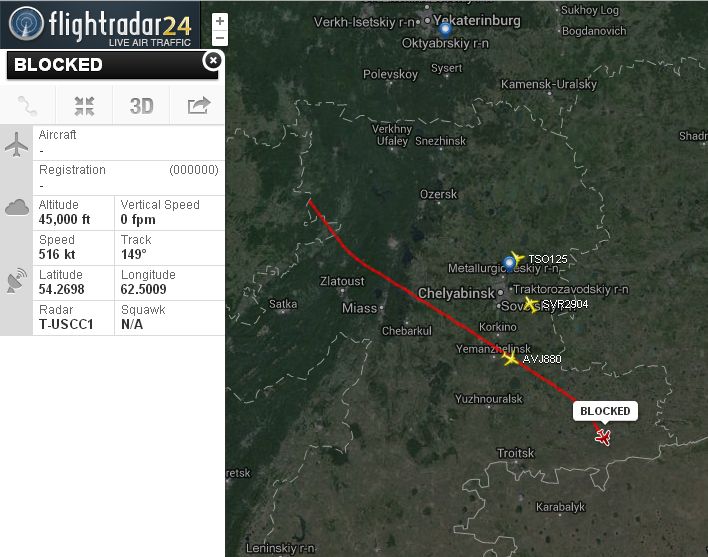 flightradar24
LIVE AIR TRAFFIC
BLOCKED
3D
Aircraft
-
Registration (000000)
-
Altitude Vertical Speed
45,000 ft 0 fpm
Speed Track
516 kt 149°
Latitude Longitude
54.2698 62.5009
Radar Squawk
T-USCC1 N/A
+
−
Sukhoy Log
Verkh-Isetskiy r-n
Yekaterinburg
Bogdanovich
Oktyabrskiy r-n
Sysert
Polevskoy
Kamensk-Uralsky
Verkhny
Ufaley
Snezhinsk
Shadr
Ozersk
TSO125
Metallurgicheskiy r-n
Zlatoust
Traktorozavodskiy r-n
Chelyabinsk
Satka
Miass
SVR2904
Chebarkul
Korkino
Yemanzhelinsk
AVJ880
Yuzhnouralsk
BLOCKED
Troitsk
retsk
Karabalyk
Leninskiy r-n